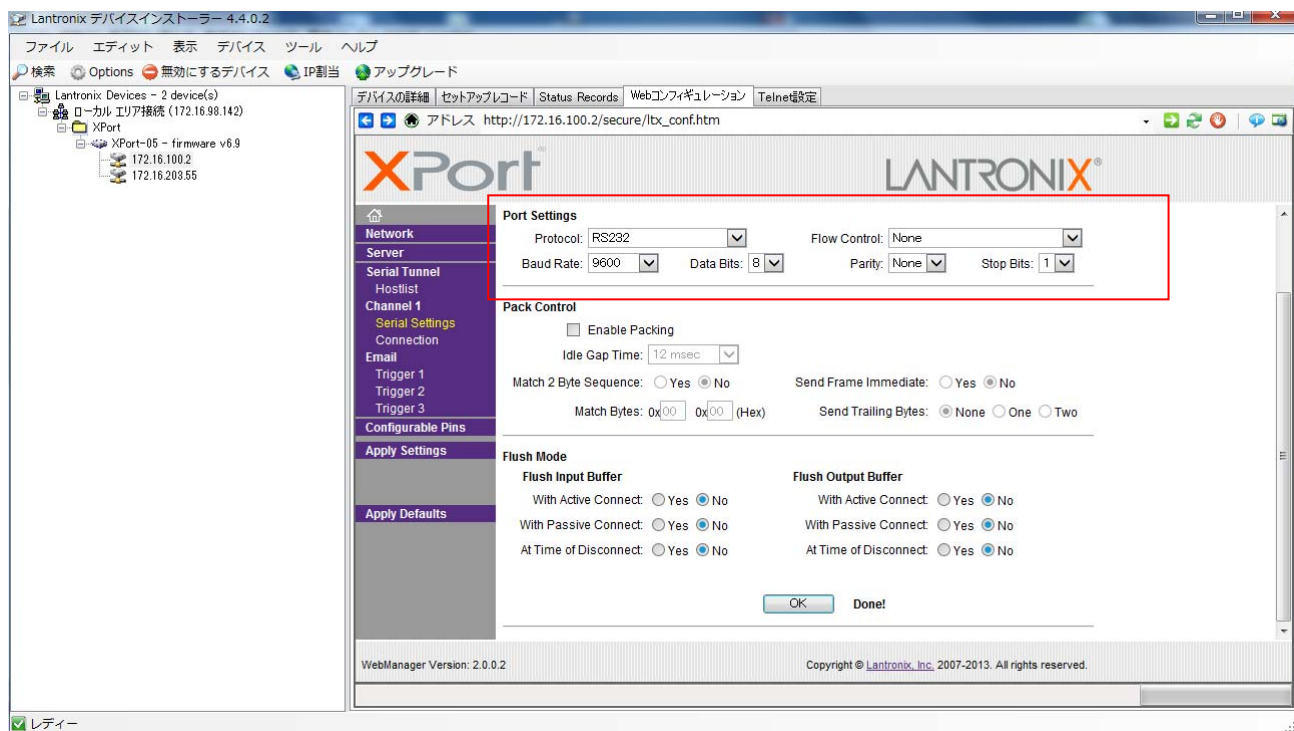 Lantronix デバイスインストーラー 4.4.0.2
ファイル エディット 表示 デバイス ツール ヘルプ
検索 Options 無効にするデバイス IP割当 アップグレード
Lantronix Devices - 2 device(s)
ローカル エリア接続 (172.16.98.142)
XPort
XPort-05 - firmware v6.9
172.16.100.2
172.16.203.55
デバイスの詳細 セットアップレコード Status Records Webコンフィギュレーション Telnet設定
アドレス http://172.16.100.2/secure/ltx_conf.htm
XPort® LANTRONIX®
Network
Server
Serial Tunnel
Hostlist
Channel 1
Serial Settings
Connection
Email
Trigger 1
Trigger 2
Trigger 3
Configurable Pins
Apply Settings
Apply Defaults
Port Settings
Protocol: RS232 Flow Control: None
Baud Rate: 9600 Data Bits: 8 Parity: None Stop Bits: 1
Pack Control
Enable Packing
Idle Gap Time: 12 msec
Match 2 Byte Sequence: Yes No Send Frame Immediate: Yes No
Match Bytes: 0x00 0x00 (Hex) Send Trailing Bytes: None One Two
Flush Mode
Flush Input Buffer Flush Output Buffer
With Active Connect: Yes No With Active Connect: Yes No
With Passive Connect: Yes No With Passive Connect: Yes No
At Time of Disconnect: Yes No At Time of Disconnect: Yes No
OK Done!
WebManager Version: 2.0.0.2 Copyright © Lantronix, Inc. 2007-2013. All rights reserved.
レディー